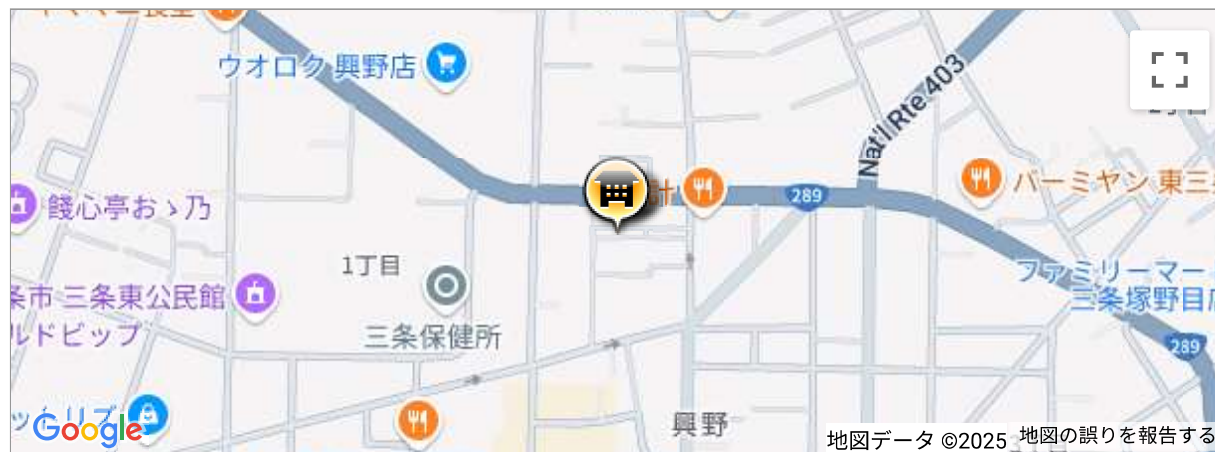 ウオロク 興野店
Nat'l Rte 403
289
計
バーミヤン 東三
餞心亭おゝ乃
1丁目
ファミリーマー
三条塚野目店
条市 三条東公民館
ルドビップ
三条保健所
289
Google
興野
地図データ ©2025
地図の誤りを報告する